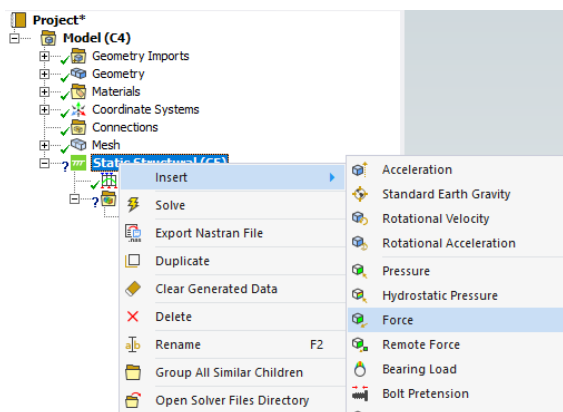 Project*
Model (C4)
Geometry Imports
Geometry
Materials
Coordinate Systems
Connections
Mesh
Static Structural (C5)
Insert
Solve
Export Nastran File
Duplicate
Clear Generated Data
Delete
Rename F2
Group All Similar Children
Open Solver Files Directory
Acceleration
Standard Earth Gravity
Rotational Velocity
Rotational Acceleration
Pressure
Hydrostatic Pressure
Force
Remote Force
Bearing Load
Bolt Pretension